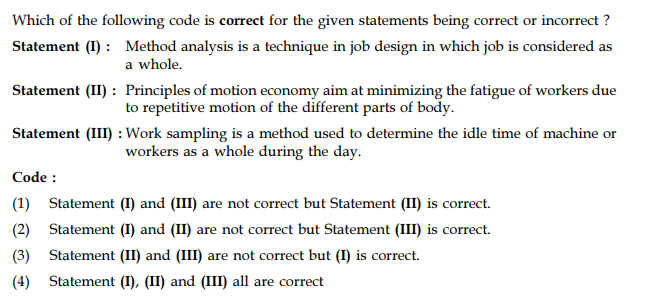 Which of the following code is correct for the given statements being correct or incorrect ?
Statement (I) : Method analysis is a technique in job design in which job is considered as
a whole.
Statement (II) : Principles of motion economy aim at minimizing the fatigue of workers due
to repetitive motion of the different parts of body.
Statement (III) : Work sampling is a method used to determine the idle time of machine or
workers as a whole during the day.
Code :
(1) Statement (I) and (III) are not correct but Statement (II) is correct.
(2) Statement (I) and (II) are not correct but Statement (III) is correct.
(3) Statement (II) and (III) are not correct but (I) is correct.
(4) Statement (I), (II) and (III) all are correct